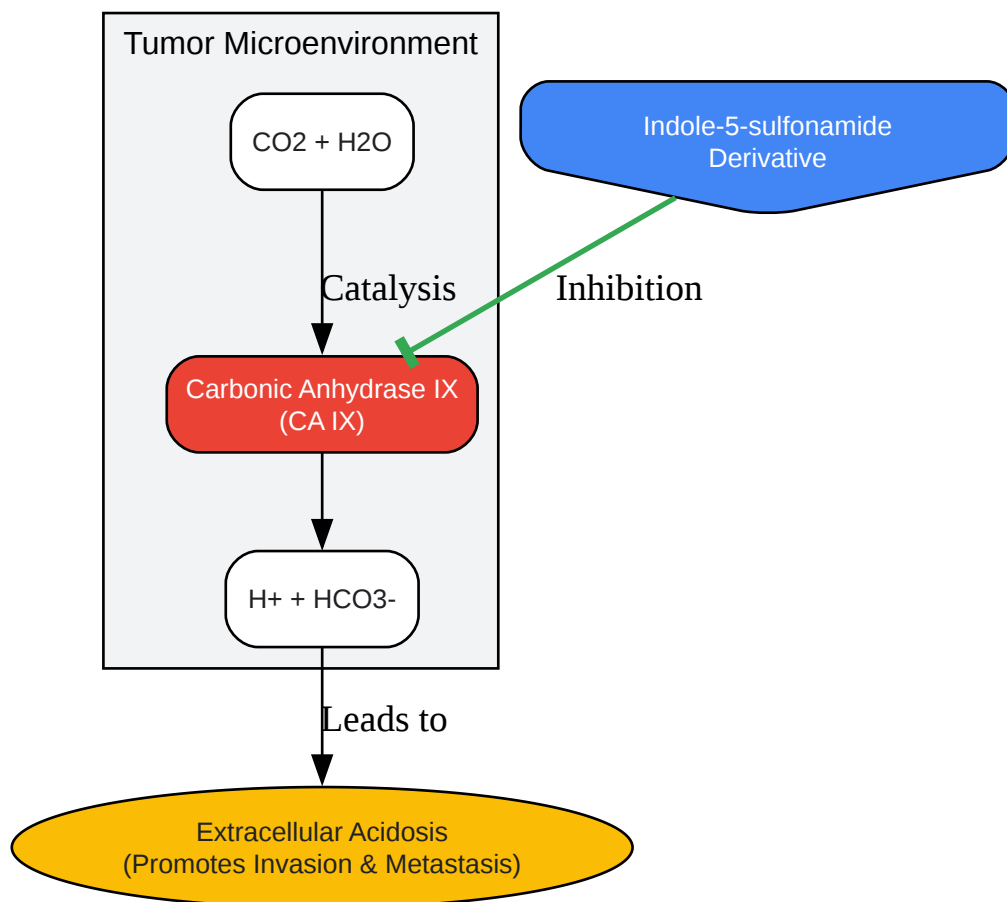 Tumor Microenvironment
CO2 + H2O
Indole-5-sulfonamide
Derivative
Catalysis
Inhibition
Carbonic Anhydrase IX
(CA IX)
H+ + HCO3-
Leads to
Extracellular Acidosis
(Promotes Invasion & Metastasis)